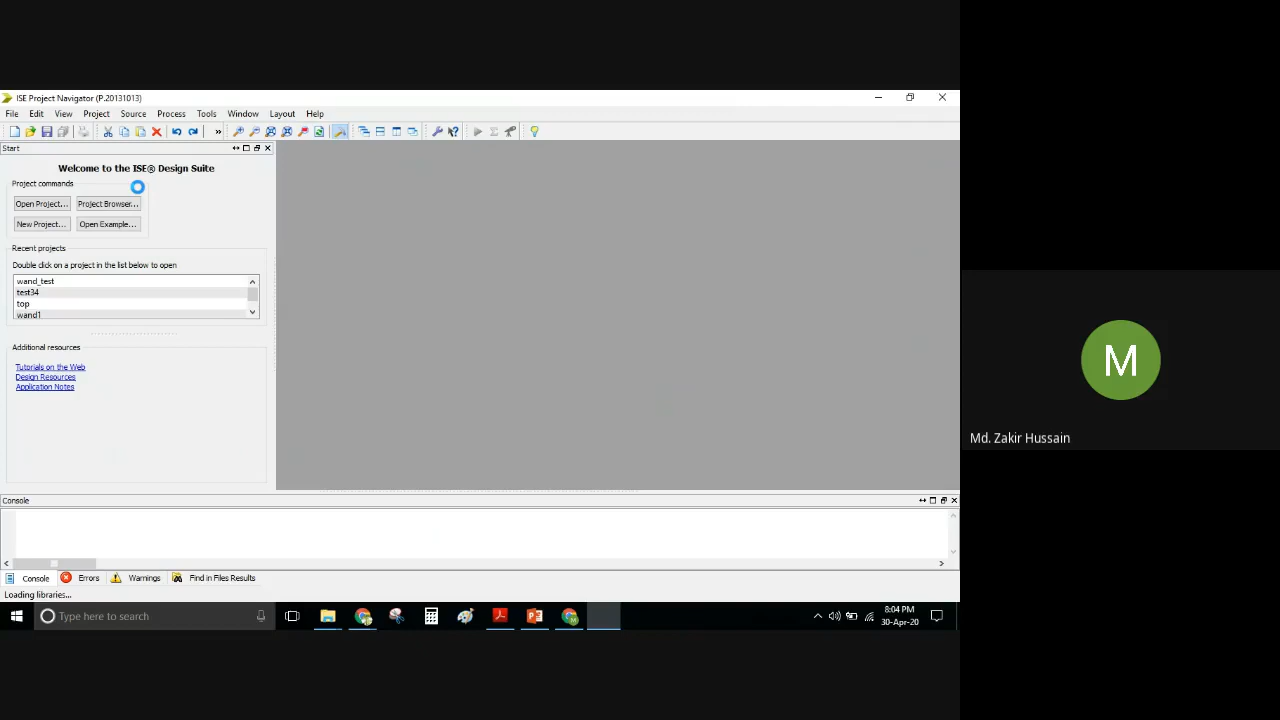 ISE Project Navigator (P.20131013)
File Edit View Project Source Process Tools Window Layout Help
»
Start
Welcome to the ISE® Design Suite
Project commands
Open Project... Project Browser...
New Project... Open Example...
Recent projects
Double click on a project in the list below to open
wand_test
test34
top
wand1
Additional resources
Tutorials on the Web
Design Resources
Application Notes
Console
Console Errors Warnings Find in Files Results
Loading libraries...
Type here to search
8:04 PM
30-Apr-20
M
Md. Zakir Hussain